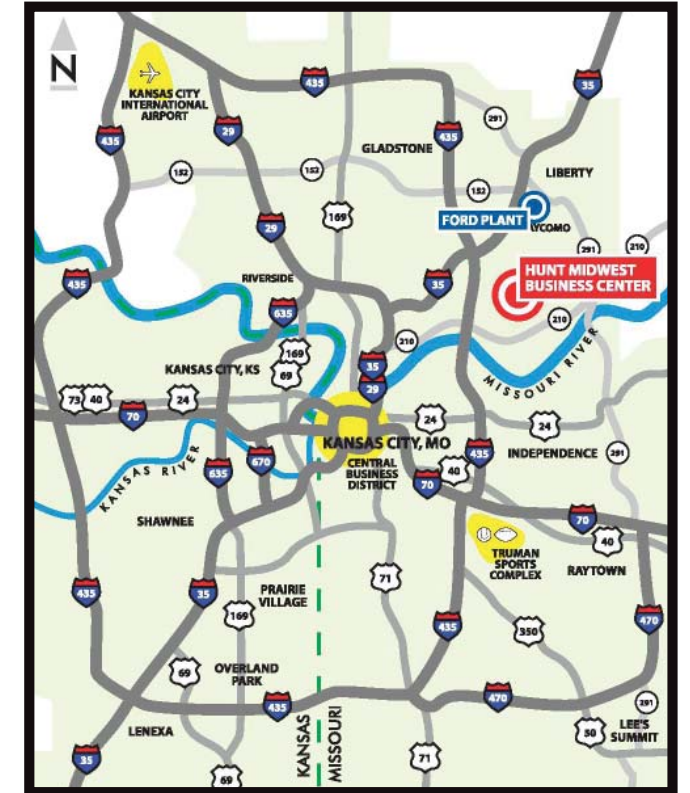 N
KANSAS CITY
INTERNATIONAL
AIRPORT
435
35
291
435
29
435
GLADSTONE
152
152
LIBERTY
152
169
FORD PLANT
29
LYCOMO
291
210
435
RIVERSIDE
35
HUNT MIDWEST
BUSINESS CENTER
635
210
169
210
MISSOURI RIVER
35
KANSAS CITY, KS
69
29
73
40
24
70
24
24
KANSAS CITY, MO
435
INDEPENDENCE
291
KANSAS RIVER
635
670
CENTRAL
BUSINESS
DISTRICT
40
70
SHAWNEE
70
40
TRUMAN
SPORTS
COMPLEX
RAYTOWN
71
435
35
PRAIRIE
VILLAGE
169
435
350
470
69
OVERLAND
PARK
435
470
291
LENEXA
KANSAS
MISSOURI
50
LEE'S
SUMMIT
35
69
71